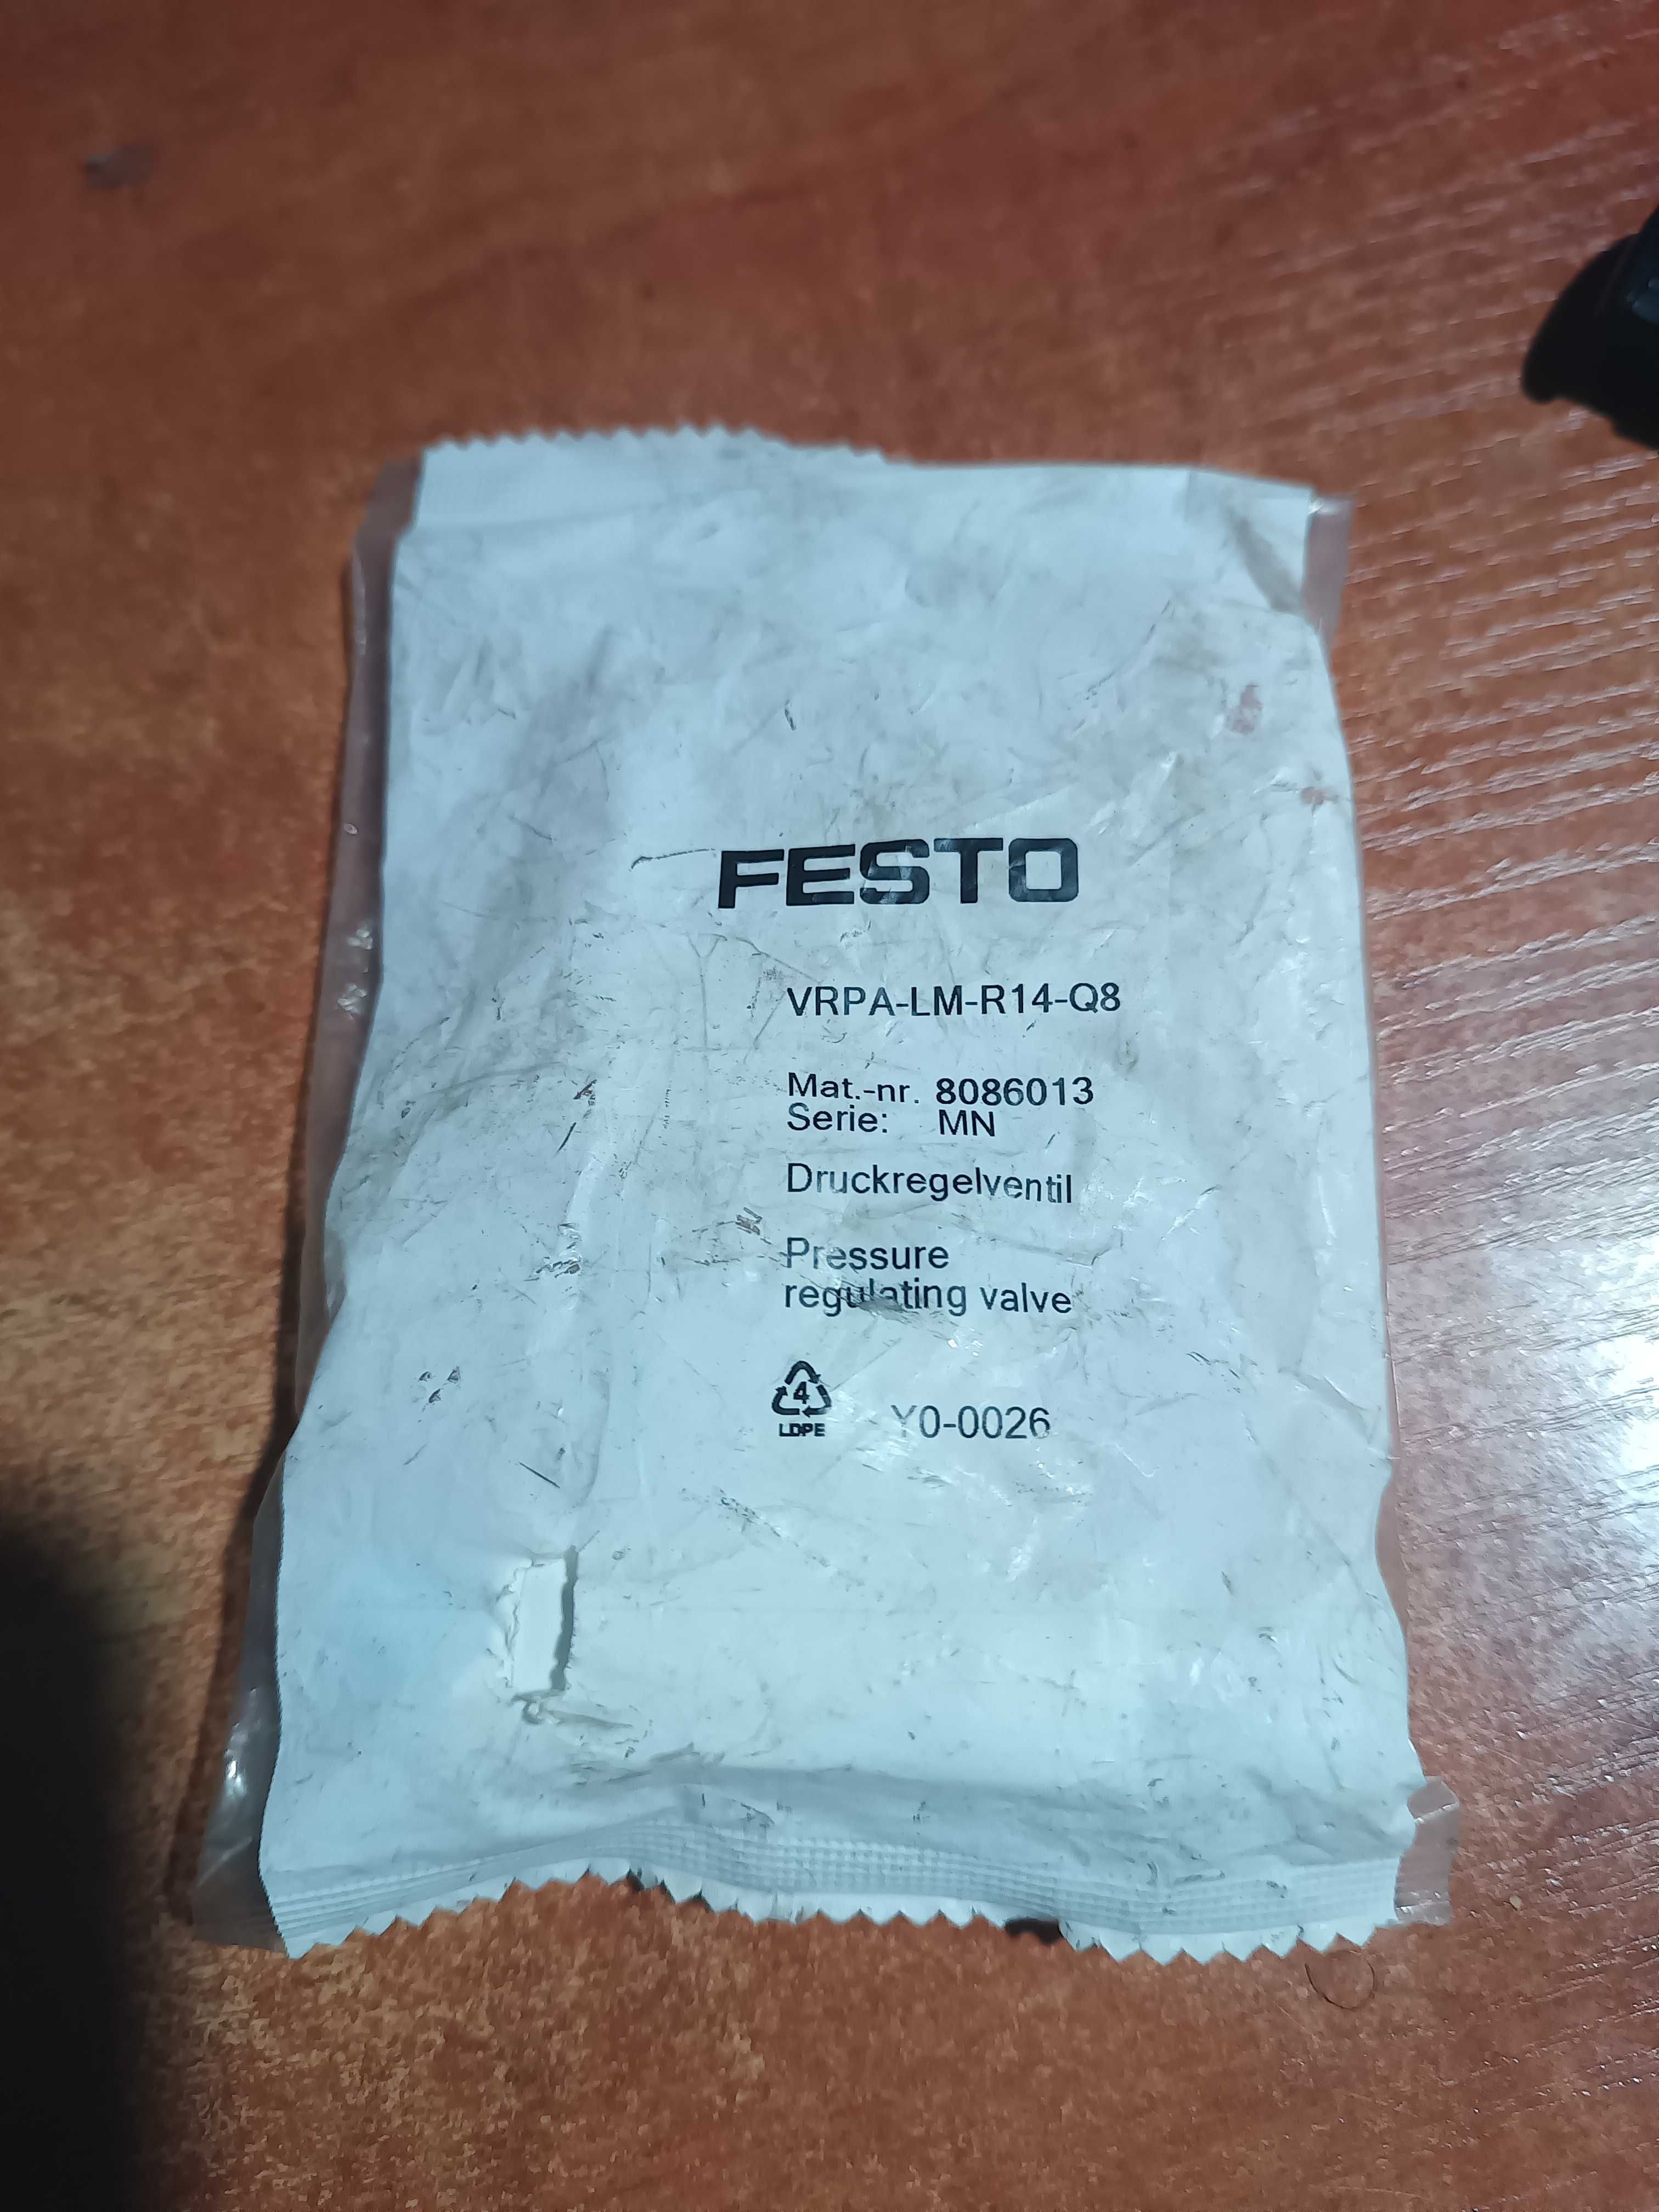 FESTO
VRPA-LM-R14-Q8
Mat.-nr. 8086013
Serie: MN
Druckregelventil
Pressure
regulating valve
4
LDPE
Y0-0026